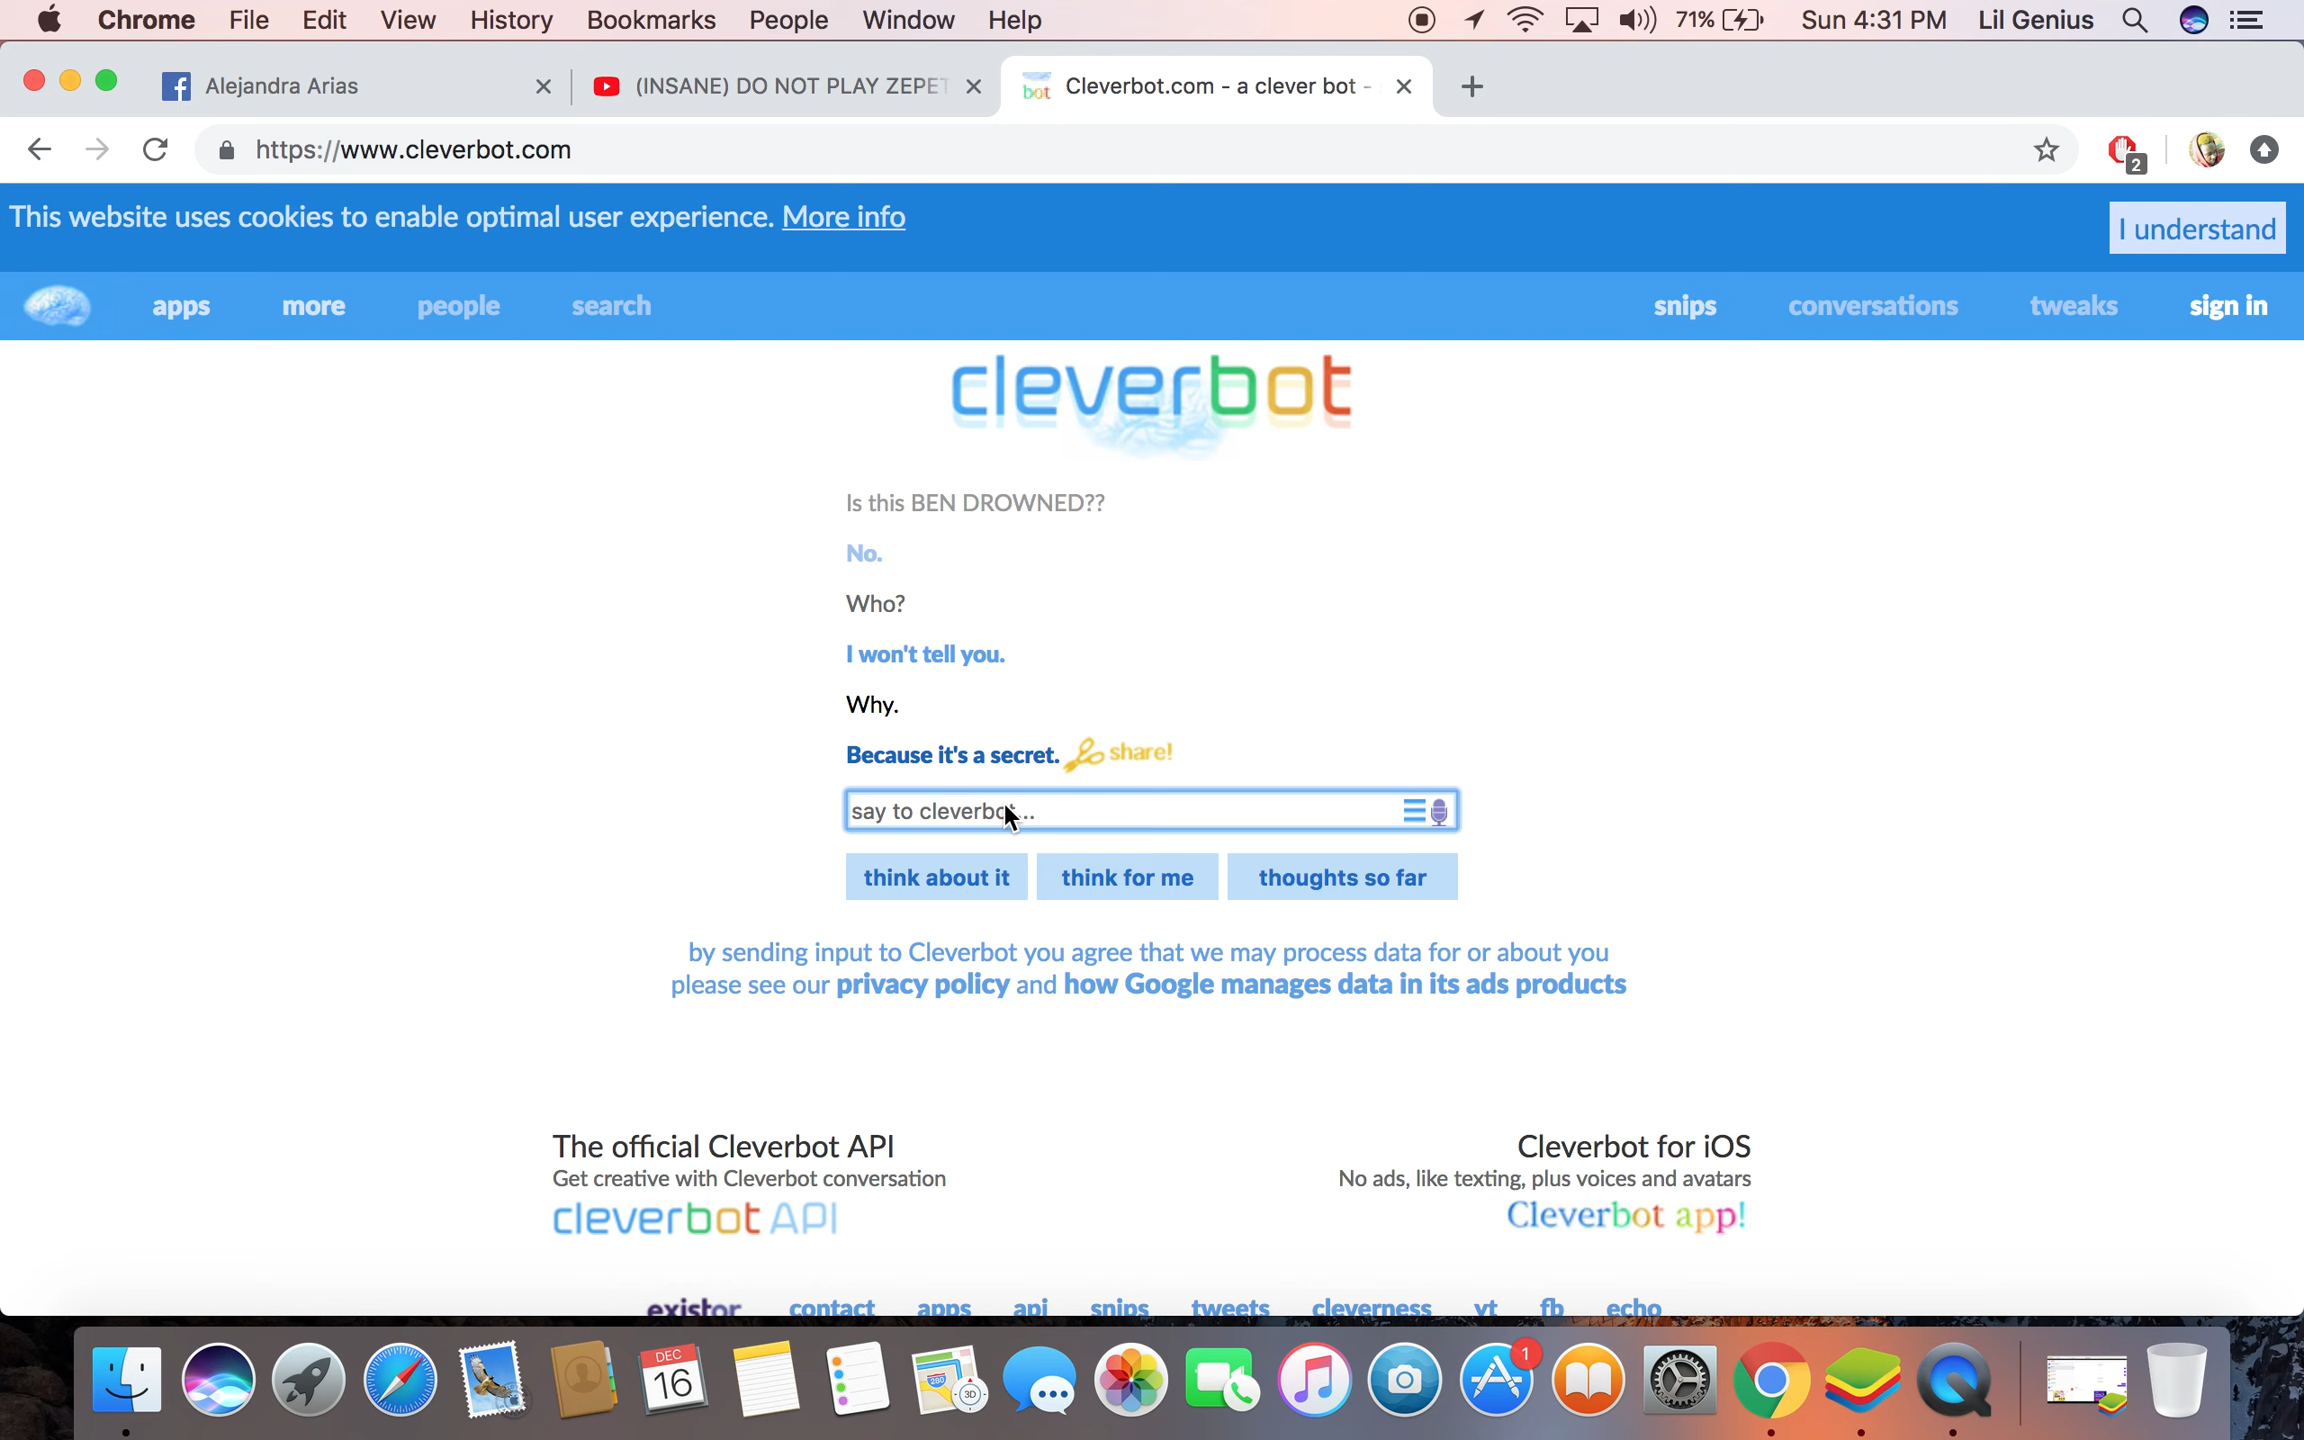 Chrome File Edit View History Bookmarks People Window Help 71% Sun 4:31 PM Lil Genius
Alejandra Arias (INSANE) DO NOT PLAY ZEPET Cleverbot.com - a clever bot -
https://www.cleverbot.com 2
This website uses cookies to enable optimal user experience. More info I understand
apps more people search snips conversations tweaks sign in
cleverbot
Is this BEN DROWNED??
No.
Who?
I won't tell you.
Why.
Because it's a secret. share!
say to cleverbot...
think about it think for me thoughts so far
by sending input to Cleverbot you agree that we may process data for or about you
please see our privacy policy and how Google manages data in its ads products
The official Cleverbot API Cleverbot for iOS
Get creative with Cleverbot conversation No ads, like texting, plus voices and avatars
cleverbot API Cleverbot app!
existor contact apps api snips tweets cleverness yt fb echo
DEC
16
280
3D
1